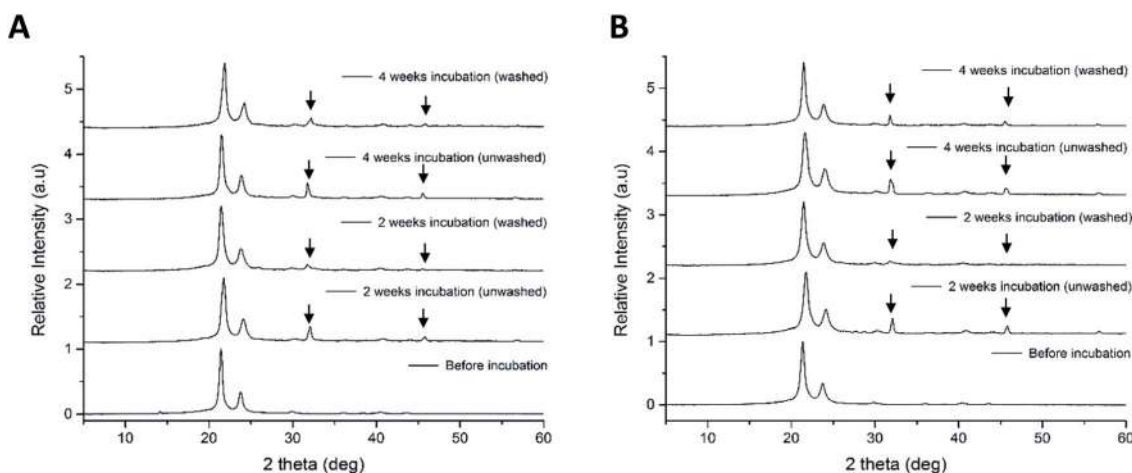 A
4 weeks incubation (washed)
4 weeks incubation (unwashed)
2 weeks incubation (washed)
2 weeks incubation (unwashed)
Before incubation
Relative Intensity (a.u)
5
4
3
2
1
0
10 20 30 40 50 60
2 theta (deg)
B
4 weeks incubation (washed)
4 weeks incubation (unwashed)
2 weeks incubation (washed)
2 weeks incubation (unwashed)
Before incubation
Relative Intensity (a.u)
5
4
3
2
1
0
10 20 30 40 50 60
2 theta (deg)